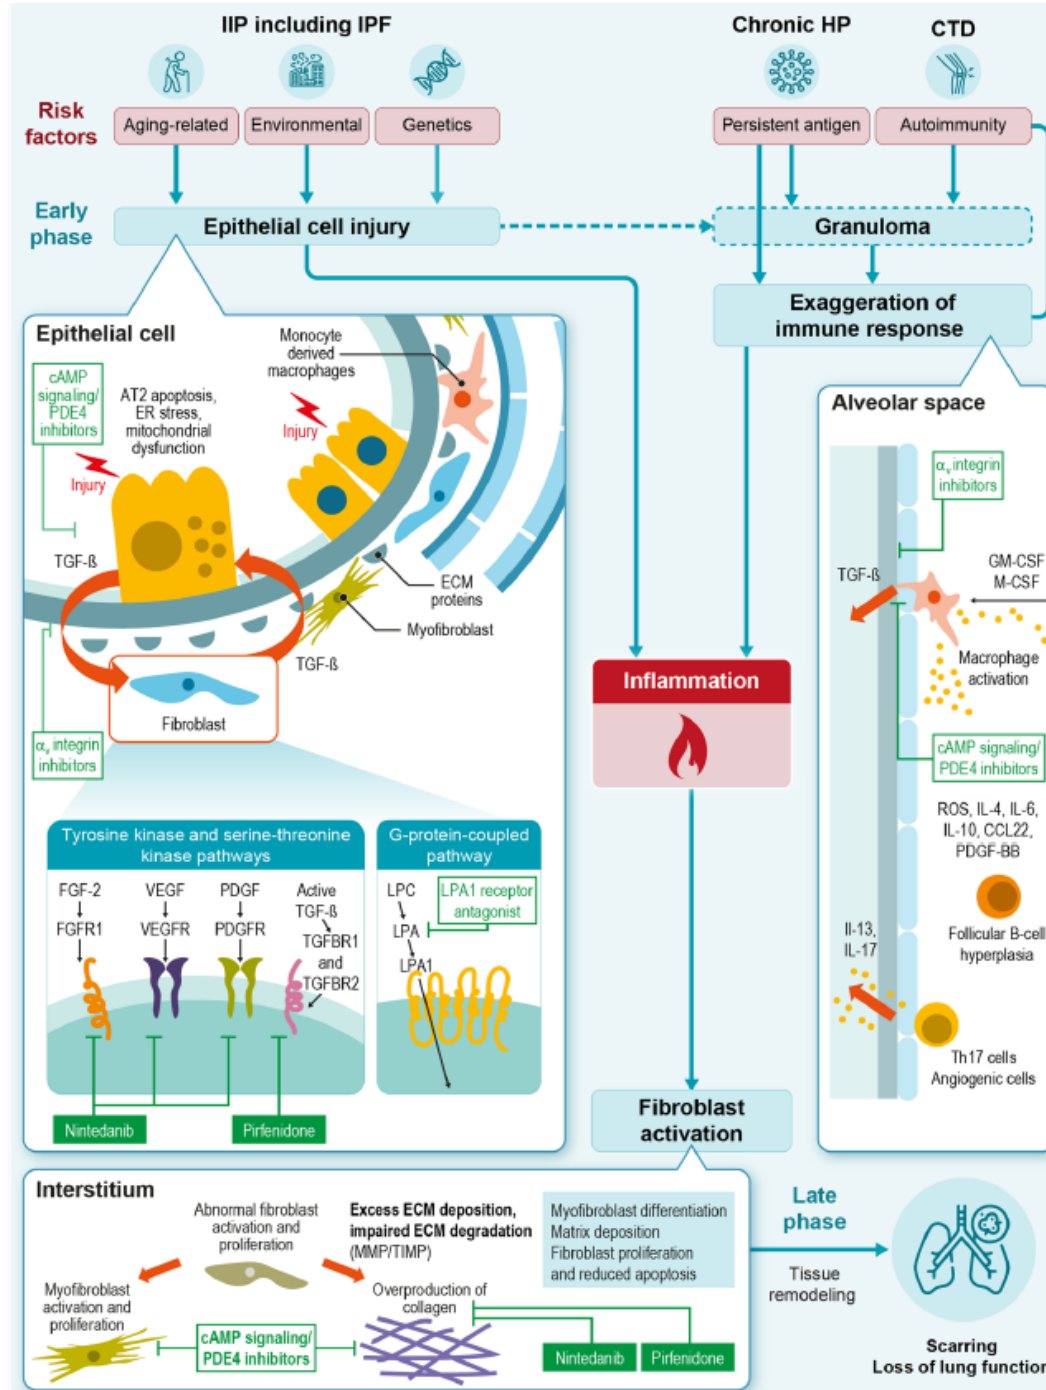 IIP including IPF
Chronic HP
CTD
Risk
factors
Aging-related
Environmental
Genetics
Persistent antigen
Autoimmunity
Early
phase
Epithelial cell injury
Granuloma
Exaggeration of
immune response
Epithelial cell
cAMP
signaling/
PDE4
inhibitors
AT2 apoptosis,
ER stress,
mitochondrial
dysfunction
Monocyte
derived
macrophages
Injury
Injury
TGF-ß
ECM
proteins
Myofibroblast
TGF-ß
Fibroblast
αv integrin
inhibitors
Tyrosine kinase and serine-threonine
kinase pathways
FGF-2
FGFR1
VEGF
VEGFR
PDGF
PDGFR
Active
TGF-ß
TGFBR1
and
TGFBR2
Nintedanib
Pirfenidone
G-protein-coupled
pathway
LPC
LPA
LPA1
LPA1 receptor
antagonist
Inflammation
Fibroblast
activation
Alveolar space
αv integrin
inhibitors
TGF-ß
GM-CSF
M-CSF
Macrophage
activation
cAMP signaling/
PDE4 inhibitors
ROS, IL-4, IL-6,
IL-10, CCL22,
PDGF-BB
Il-13,
IL-17
Follicular B-cell
hyperplasia
Th17 cells
Angiogenic cells
Interstitium
Abnormal fibroblast
activation and
proliferation
Myofibroblast
activation and
proliferation
Excess ECM deposition,
impaired ECM degradation
(MMP/TIMP)
Overproduction of
collagen
cAMP signaling/
PDE4 inhibitors
Myofibroblast differentiation
Matrix deposition
Fibroblast proliferation
and reduced apoptosis
Nintedanib
Pirfenidone
Late
phase
Tissue
remodeling
Scarring
Loss of lung function